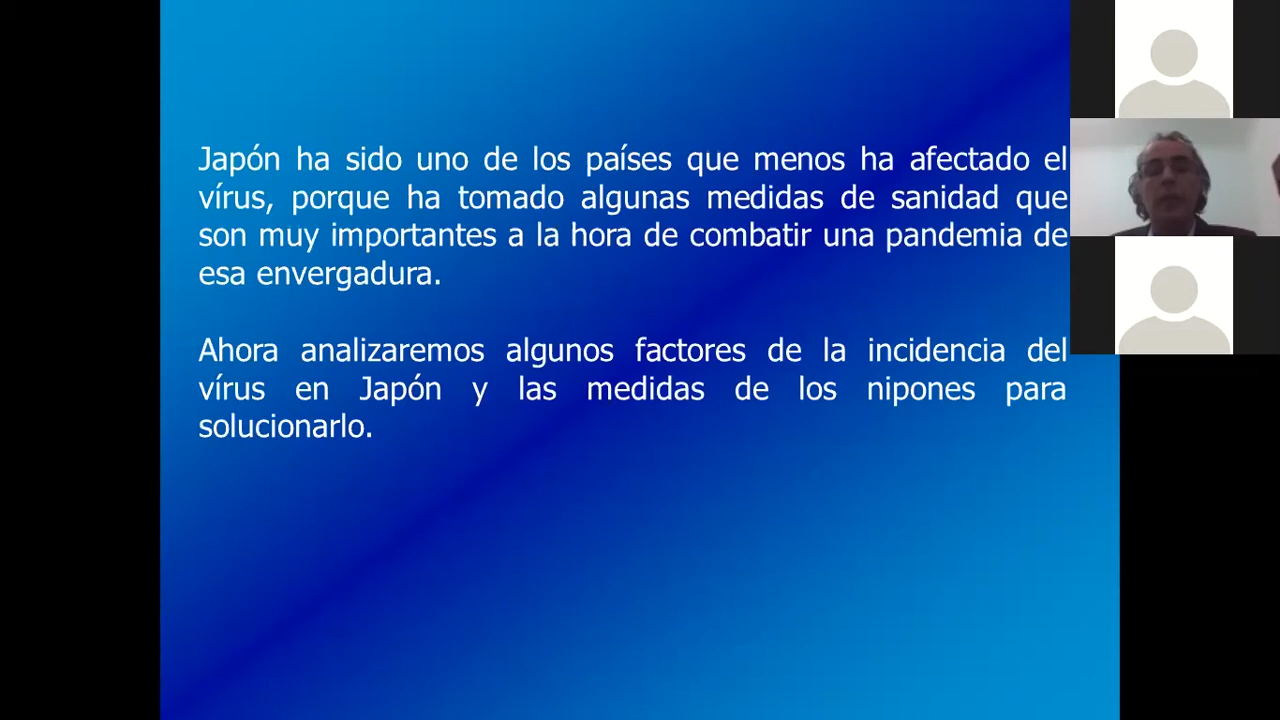 Japón ha sido uno de los países que menos ha afectado el
vírus, porque ha tomado algunas medidas de sanidad que
son muy importantes a la hora de combatir una pandemia de
esa envergadura.
Ahora analizaremos algunos factores de la incidencia del
vírus en Japón y las medidas de los nipones para
solucionarlo.